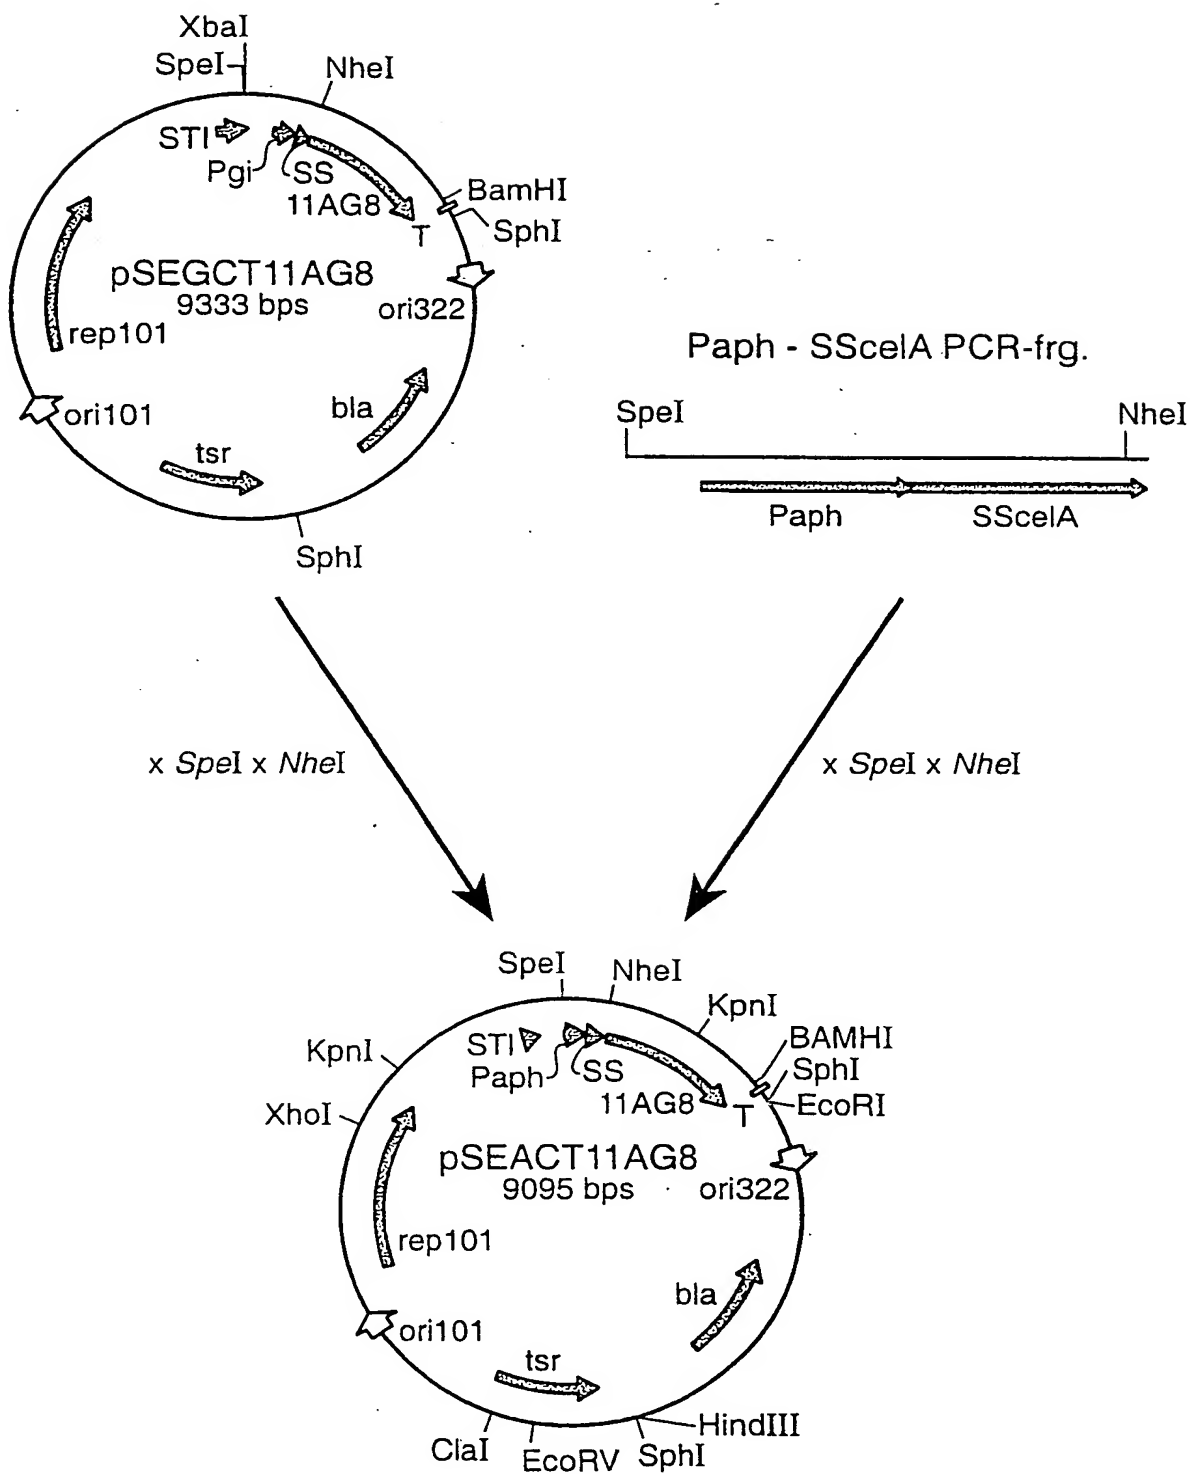 XbaI
SpeI
NheI
STI
Pgi
SS
11AG8
BamHI
SphI
T
pSEGCT11AG8
9333 bps
ori322
rep101
ori101
bla
tsr
SphI
Paph - SScelA PCR-frg.
SpeI
NheI
Paph
SScelA
x SpeI x NheI
x SpeI x NheI
SpeI
NheI
KpnI
BAMHI
SphI
EcoRI
KpnI
XhoI
STI
Paph
SS
11AG8
T
pSEACT11AG8
9095 bps
ori322
rep101
bla
ori101
tsr
HindIII
ClaI
EcoRV
SphI